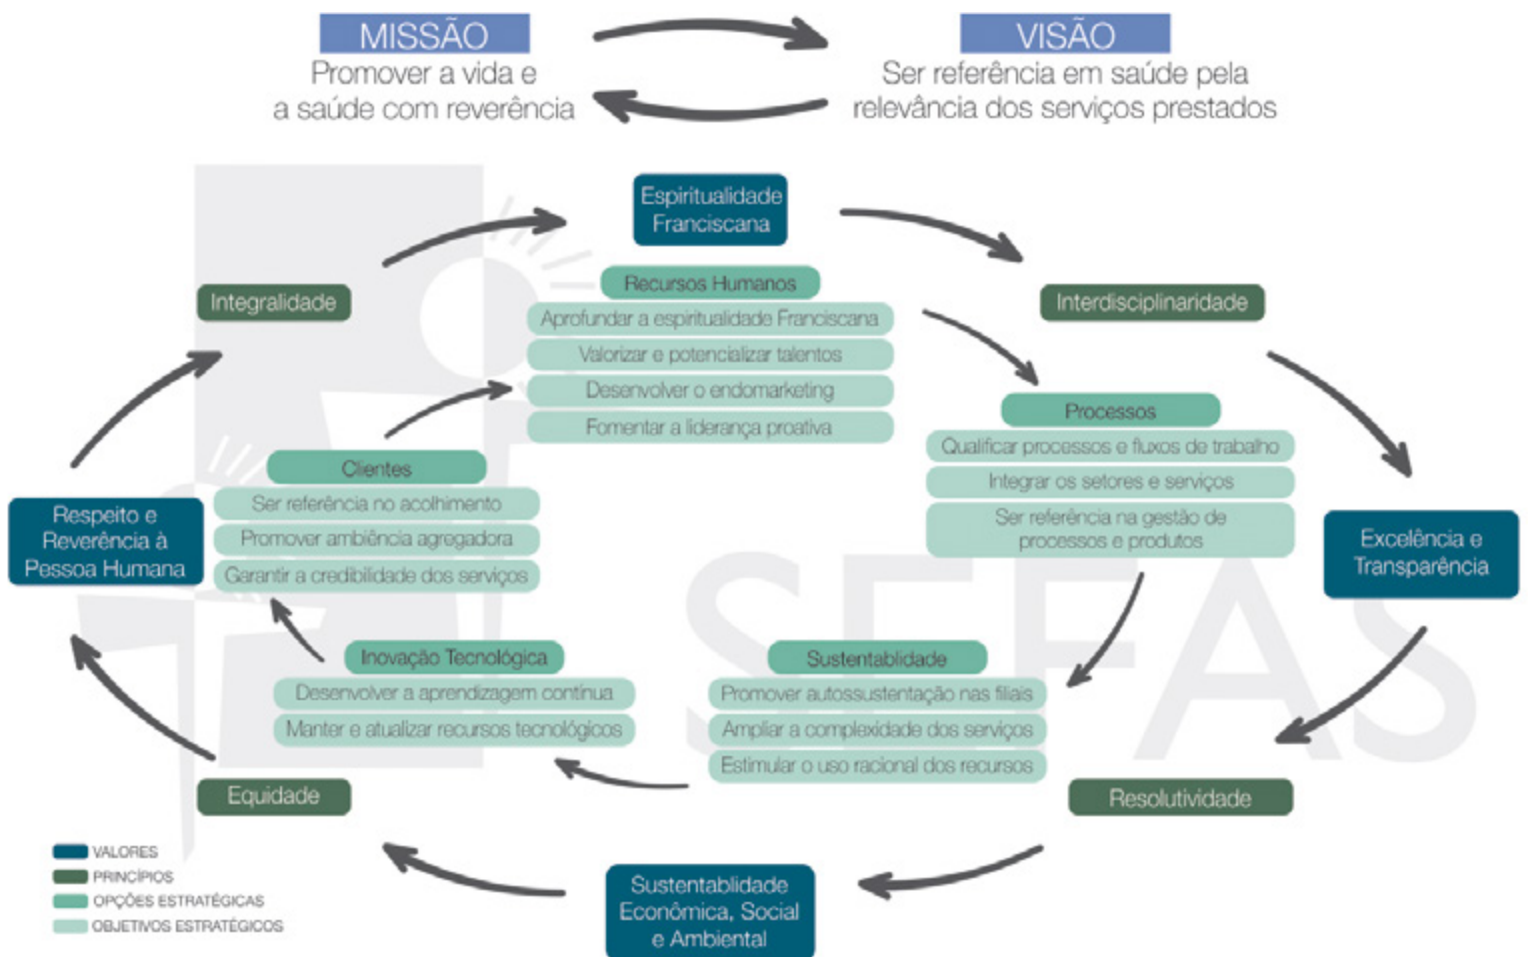 MISSÃO
Promover a vida e
a saúde com reverência
VISÃO
Ser referência em saúde pela
relevância dos serviços prestados
Espiritualidade
Franciscana
Integralidade
Interdisciplinaridade
Recursos Humanos
Aprofundar a espiritualidade Franciscana
Valorizar e potencializar talentos
Desenvolver o endomarketing
Fomentar a liderança proativa
Processos
Qualificar processos e fluxos de trabalho
Integrar os setores e serviços
Ser referência na gestão de
processos e produtos
Clientes
Ser referência no acolhimento
Promover ambiência agregadora
Garantir a credibilidade dos serviços
Respeito e
Reverência à
Pessoa Humana
Excelência e
Transparência
Inovação Tecnológica
Desenvolver a aprendizagem contínua
Manter e atualizar recursos tecnológicos
Sustentablidade
Promover autossustentação nas filiais
Ampliar a complexidade dos serviços
Estimular o uso racional dos recursos
SEFAS
Equidade
Resolutividade
Sustentablidade
Econômica, Social
e Ambiental
VALORES
PRINCÍPIOS
OPÇÕES ESTRATÉGICAS
OBJETIVOS ESTRATÉGICOS